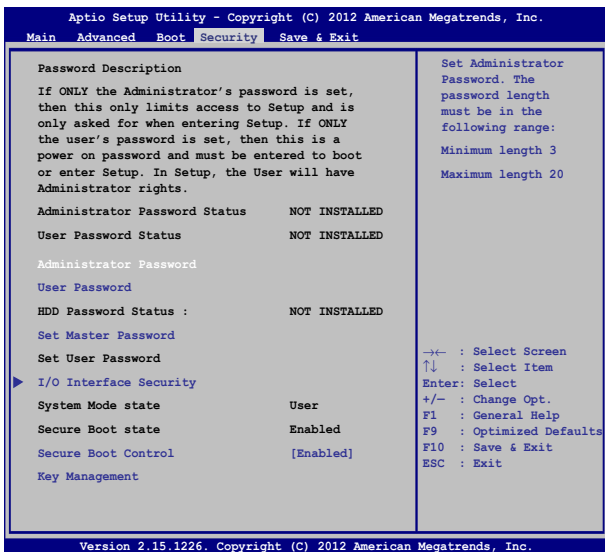 Aptio Setup Utility - Copyright (C) 2012 American Megatrends, Inc.
Main Advanced Boot Security Save & Exit
Password Description
If ONLY the Administrator's password is set,
then this only limits access to Setup and is
only asked for when entering Setup. If ONLY
the user's password is set, then this is a
power on password and must be entered to boot
or enter Setup. In Setup, the User will have
Administrator rights.
Administrator Password Status NOT INSTALLED
User Password Status NOT INSTALLED
Administrator Password
User Password
HDD Password Status : NOT INSTALLED
Set Master Password
Set User Password
I/O Interface Security
System Mode state User
Secure Boot state Enabled
Secure Boot Control [Enabled]
Key Management
Set Administrator
Password. The
password length
must be in the
following range:
Minimum length 3
Maximum length 20
→← : Select Screen
↑↓ : Select Item
Enter: Select
+/— : Change Opt.
F1 : General Help
F9 : Optimized Defaults
F10 : Save & Exit
ESC : Exit
Version 2.15.1226. Copyright (C) 2012 American Megatrends, Inc.